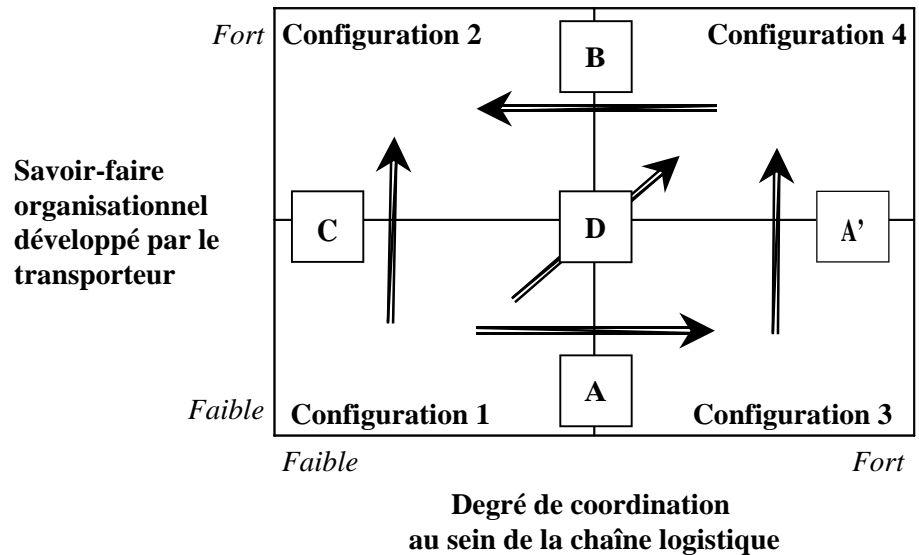 Fort
Configuration 2
Configuration 4
B
Savoir-faire
organisationnel
développé par le
transporteur
C
D
A'
A
Faible
Configuration 1
Configuration 3
Faible
Fort
Degré de coordination
au sein de la chaîne logistique